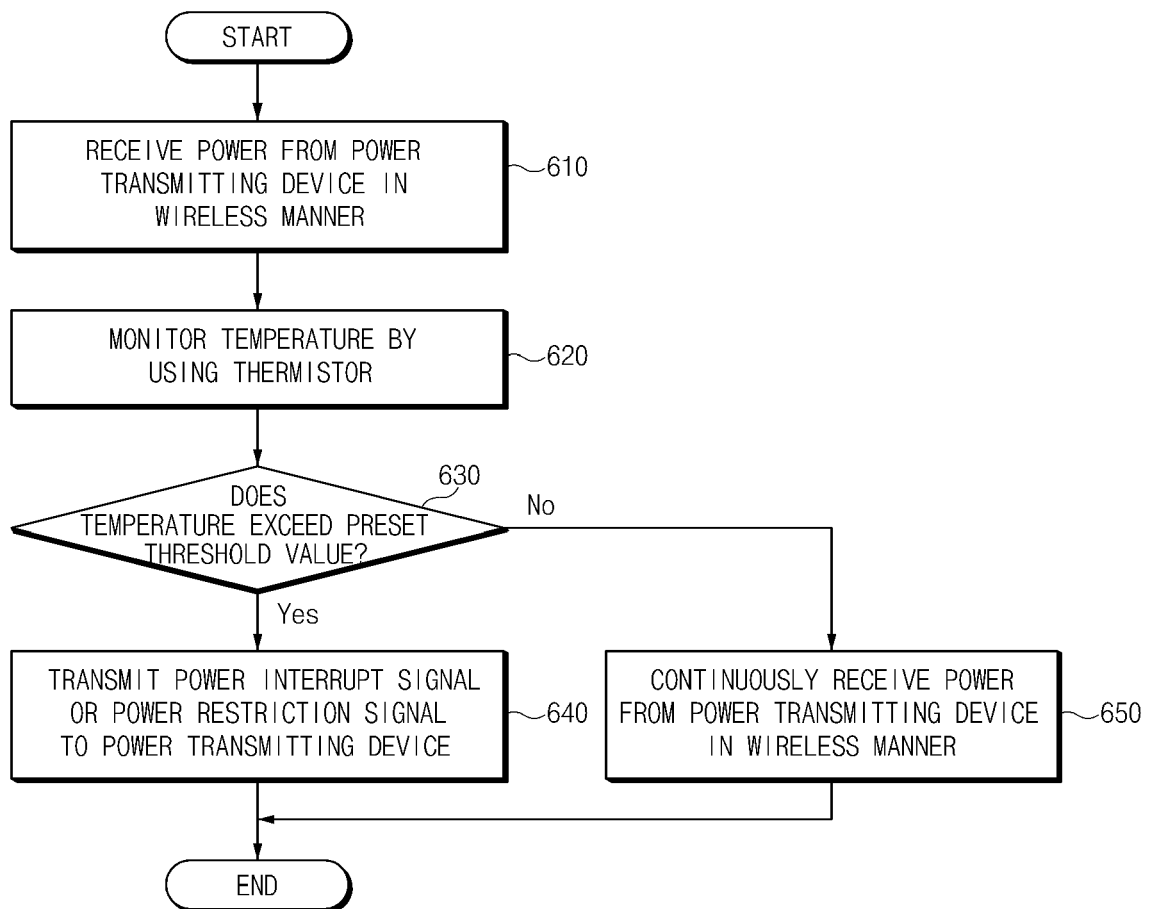 START
RECEIVE POWER FROM POWER
TRANSMITTING DEVICE IN
WIRELESS MANNER
610
MONITOR TEMPERATURE BY
USING THERMISTOR
620
630
DOES
TEMPERATURE EXCEED PRESET
THRESHOLD VALUE?
No
Yes
TRANSMIT POWER INTERRUPT SIGNAL
OR POWER RESTRICTION SIGNAL
TO POWER TRANSMITTING DEVICE
640
CONTINUOUSLY RECEIVE POWER
FROM POWER TRANSMITTING DEVICE
IN WIRELESS MANNER
650
END